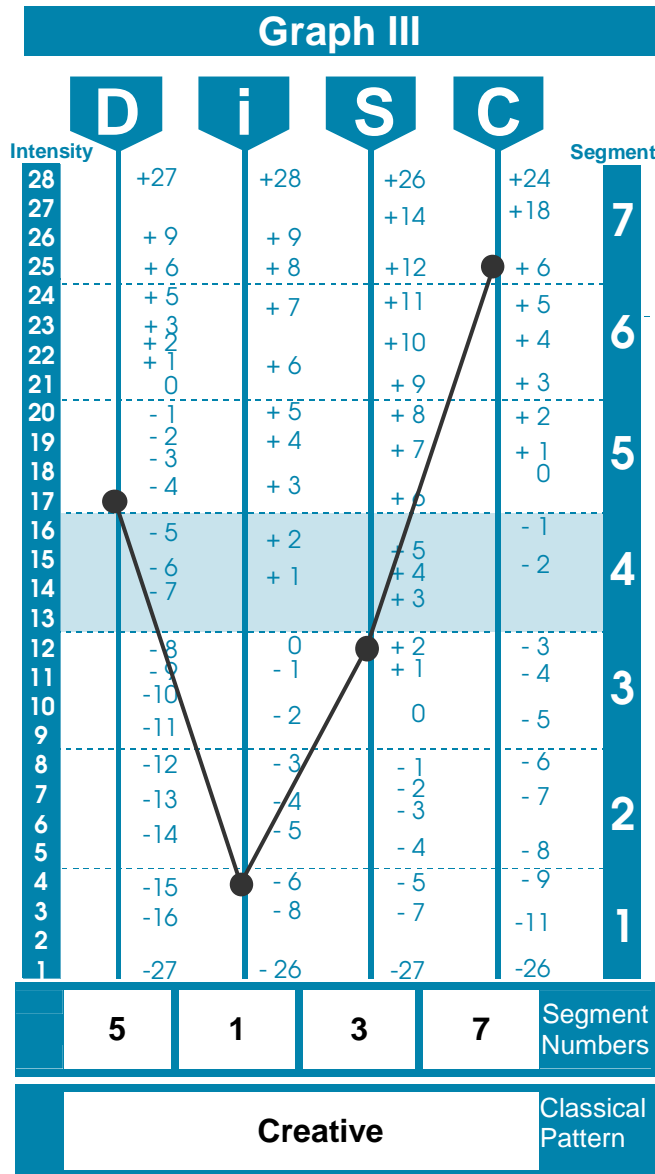 Graph III
D i S C
Intensity Segment
28 +27 +28 +26 +24
27 +14 +18 7
26 + 9 + 9
25 + 6 + 8 +12 + 6
24 + 5 + 7 +11 + 5
23 + 3 6
+ 2 +10 + 4
22 + 1 + 6
21 0 + 9 + 3
20 - 1 + 5 + 8 + 2
19 - 2 + 4 + 7 + 1 5
18 - 3 0
17 - 4 + 3 + 6
16 - 5 + 2 - 1
15 - 6 + 1 + 5 - 2 4
14 - 7 + 4
13 + 3
12 - 8 0 + 2 - 3
11 - 9 - 1 + 1 - 4 3
10 -10 - 2 0 - 5
9 -11
8 -12 - 3 - 1 - 6
7 -13 - 4 - 2 - 7 2
6 -14 - 5 - 3
5 - 4 - 8
4 -15 - 6 - 5 - 9
3 -16 - 8 - 7 -11 1
2
1 -27 - 26 -27 -26
5 1 3 7 Segment
Numbers
Creative Classical
Pattern